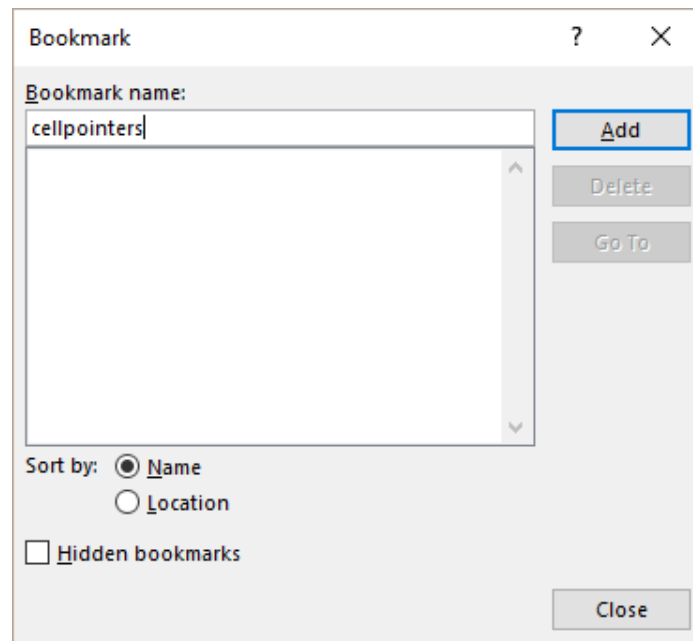 Bookmark ?
Bookmark name:
cellpointers
Add
Delete
Go To
Sort by: Name
Location
Hidden bookmarks
Close